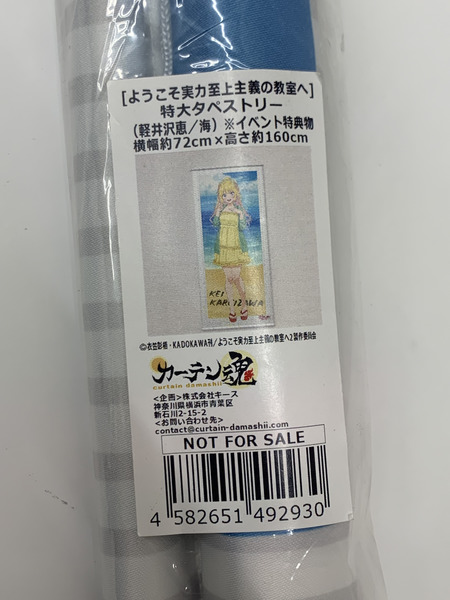 [ようこそ実力至上主義の教室へ]
特大タペストリー
(軽井沢恵/海) ※イベント特典物
横幅約72cm×高さ約160cm
KEI
KARUIZAWA
©衣笠彰梧・KADOKAWA刊/ようこそ実力至上主義の教室へ2製作委員会
カーテン魂
curtain damashii
<企画>株式会社キース
神奈川県横浜市青葉区
新石川2-15-2
<お問い合わせ先>
contact@curtain-damashii.com
NOT FOR SALE
4 582651 492930